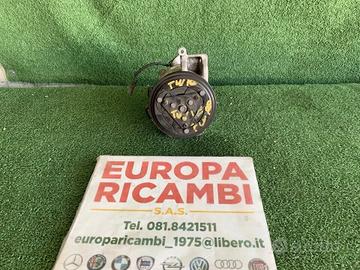 EUROPA
RICAMBI
S.A.S.
Tel. 081.8421511
europaricambi_1975@libero.it